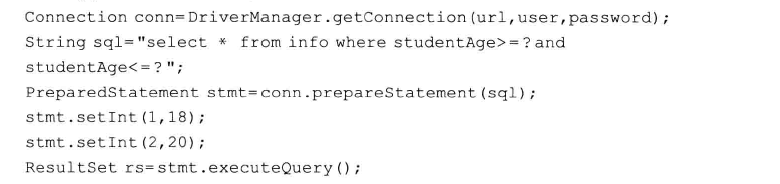 Connection conn=DriverManager.getConnection(url,user,password);
String sql="select * from info where studentAge>=?and
studentAge<=?";
PreparedStatement stmt=conn.prepareStatement(sql);
stmt.setInt(1,18);
stmt.setInt(2,20);
ResultSet rs=stmt.executeQuery();